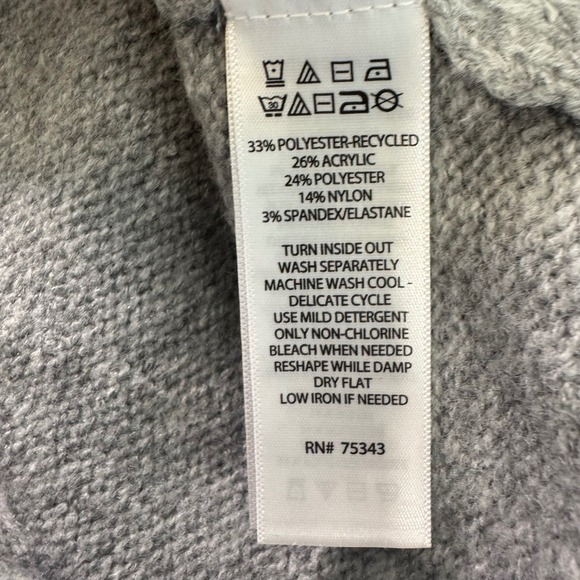 30
33% POLYESTER-RECYCLED
26% ACRYLIC
24% POLYESTER
14% NYLON
3% SPANDEX/ELASTANE
TURN INSIDE OUT
WASH SEPARATELY
MACHINE WASH COOL -
DELICATE CYCLE
USE MILD DETERGENT
ONLY NON-CHLORINE
BLEACH WHEN NEEDED
RESHAPE WHILE DAMP
DRY FLAT
LOW IRON IF NEEDED
RN# 75343